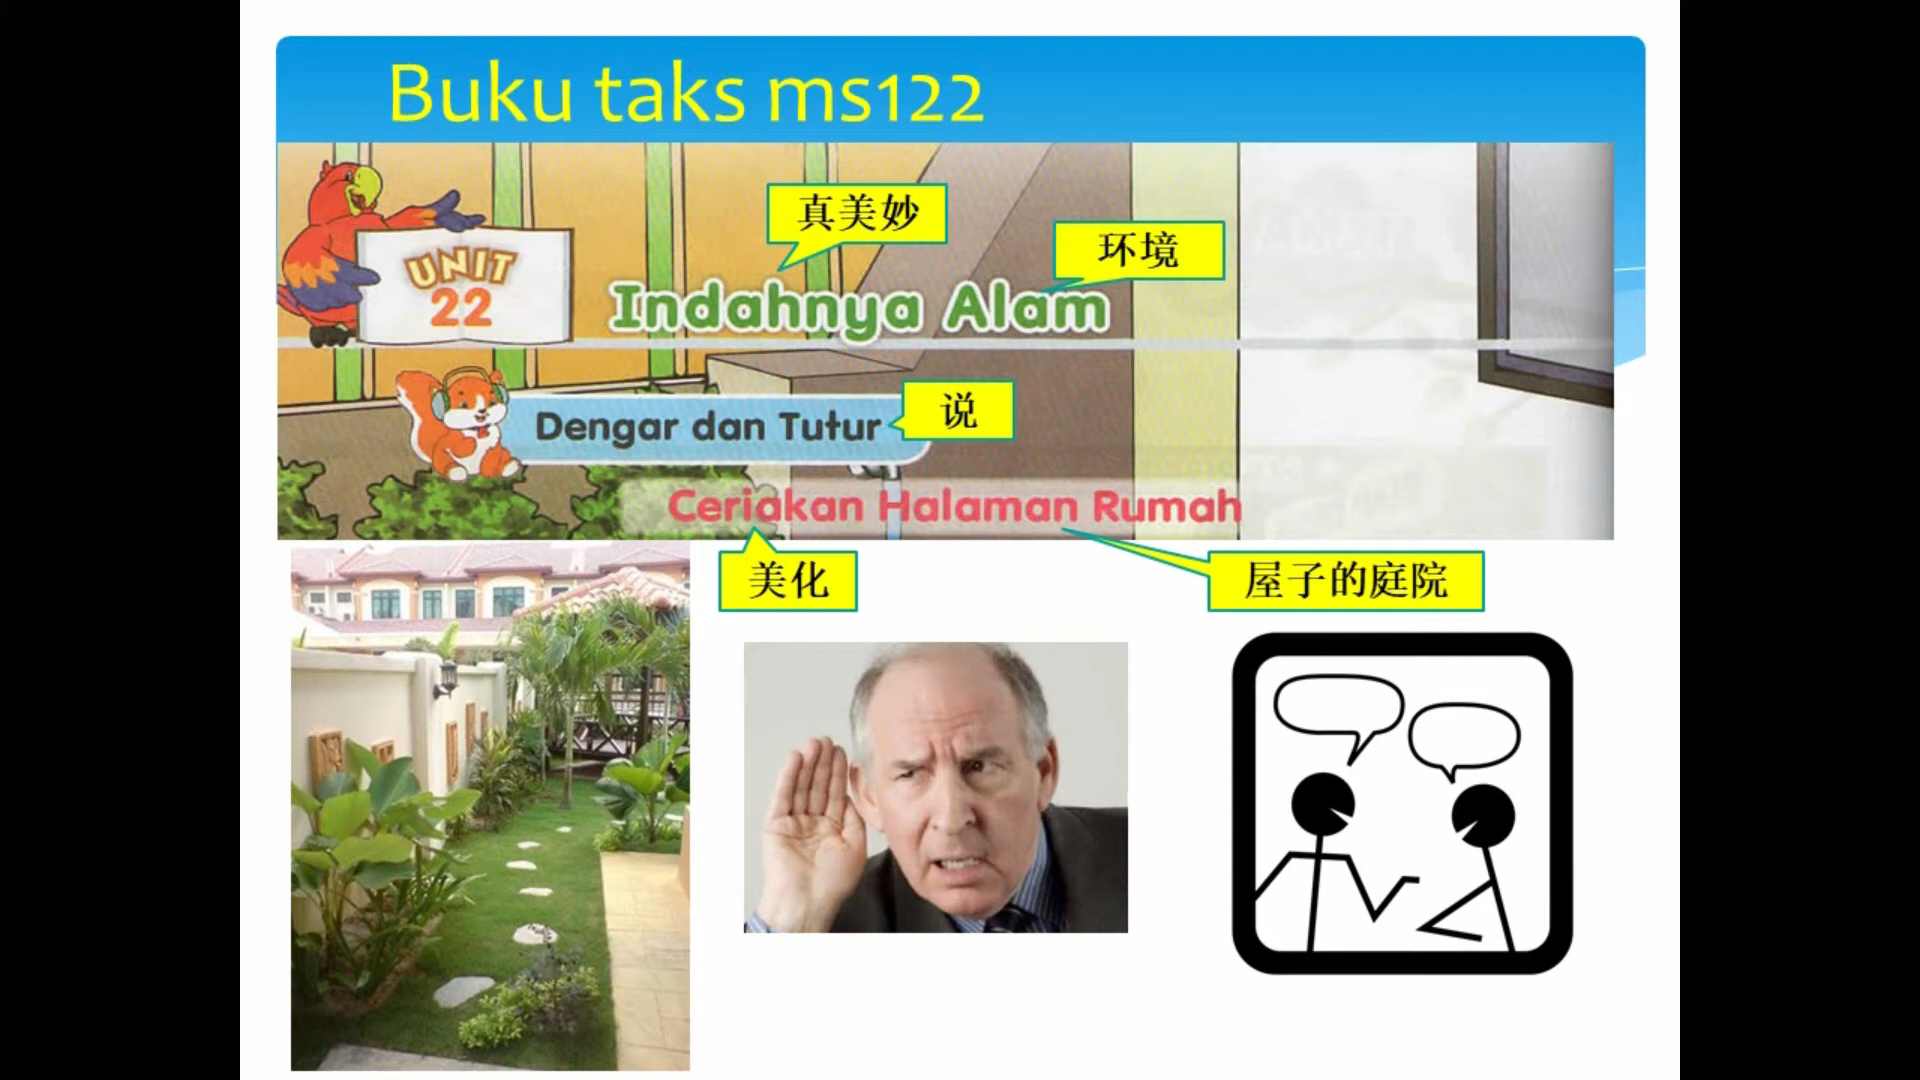 Buku taks ms122
真美妙
环境
UNIT
22
Indahnya Alam
Dengar dan Tutur
说
Ceriakan Halaman Rumah
美化
屋子的庭院